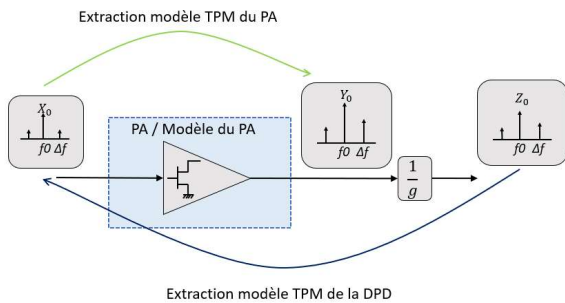 Extraction modèle TPM du PA
X₀
f0 Δf
PA / Modèle du PA
Y₀
f0 Δf
1
g
Z₀
f0 Δf
Extraction modèle TPM de la DPD